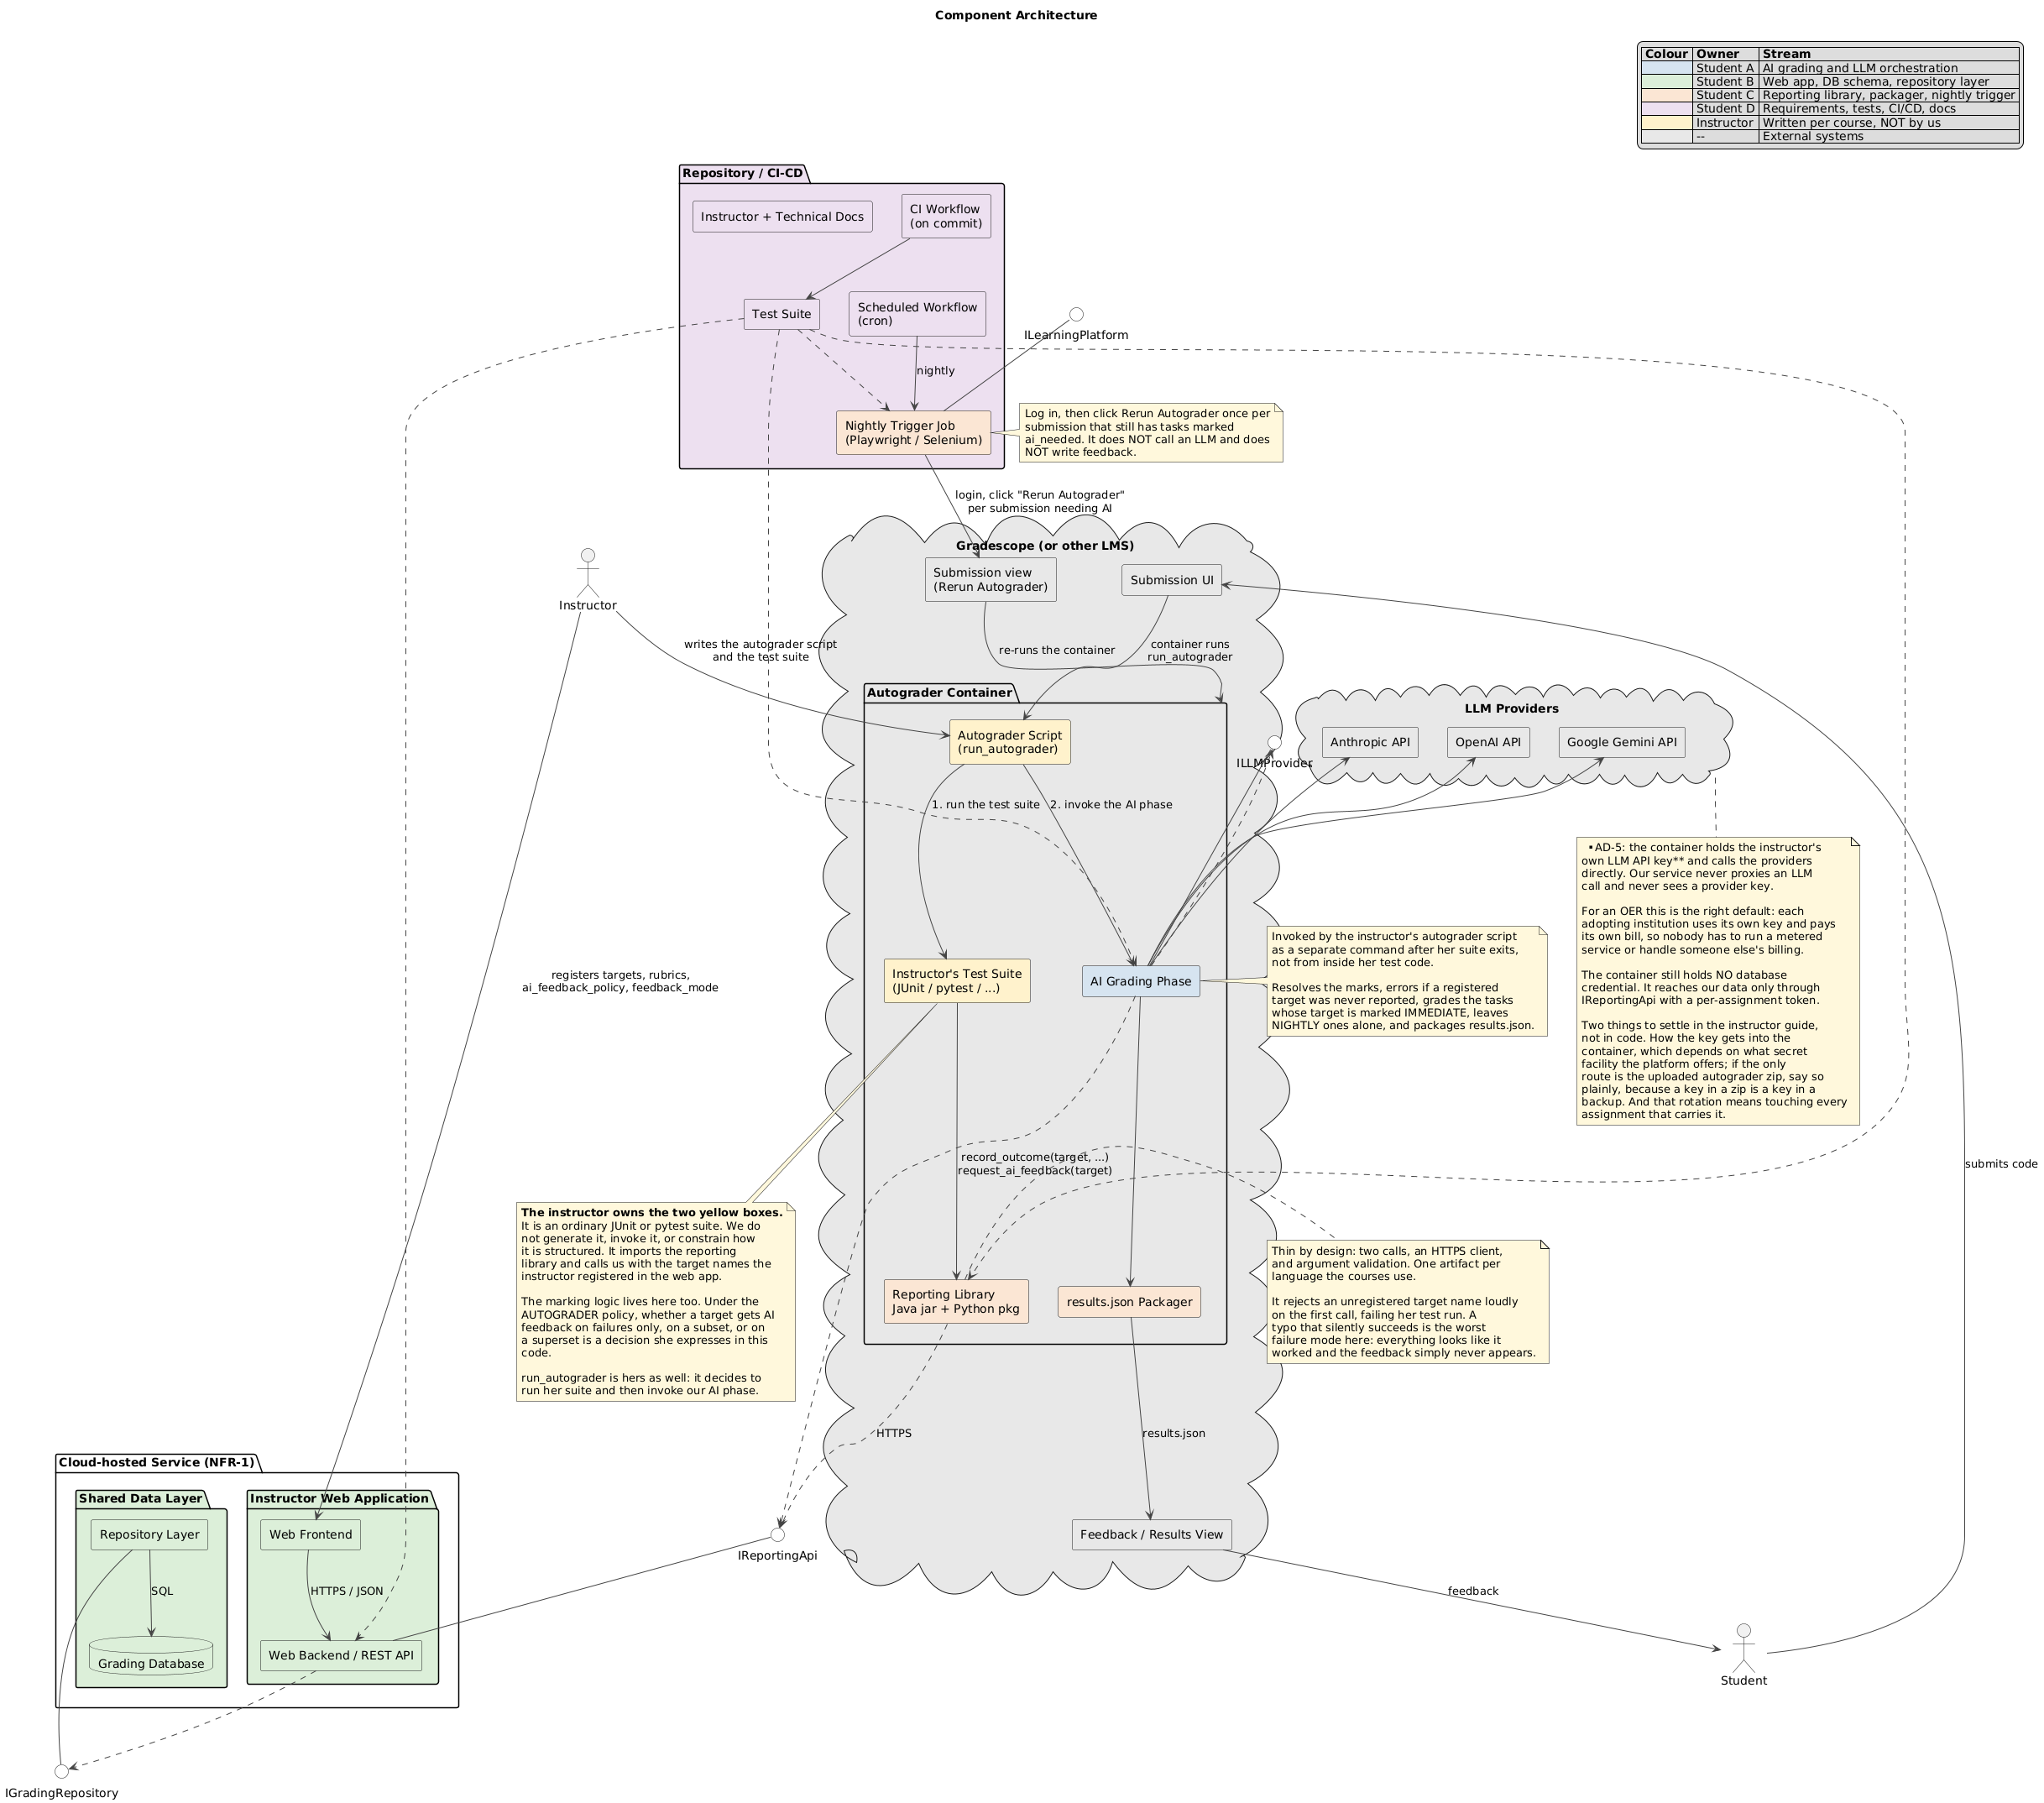 Component Architecture
Colour Owner Stream
Student A AI grading and LLM orchestration
Student B Web app, DB schema, repository layer
Student C Reporting library, packager, nightly trigger
Student D Requirements, tests, CI/CD, docs
Instructor Written per course, NOT by us
-- External systems
Repository / CI-CD
Instructor + Technical Docs
CI Workflow
(on commit)
Test Suite
Scheduled Workflow
(cron)
ILearningPlatform
nightly
Nightly Trigger Job
(Playwright / Selenium)
Log in, then click Rerun Autograder once per
submission that still has tasks marked
ai_needed. It does NOT call an LLM and does
NOT write feedback.
login, click "Rerun Autograder"
per submission needing AI
Gradescope (or other LMS)
Submission view
(Rerun Autograder)
Submission UI
Instructor
writes the autograder script
and the test suite
re-runs the container
container runs
run_autograder
Autograder Container
Autograder Script
(run_autograder)
ILLMProvider
LLM Providers
Anthropic API
OpenAI API
Google Gemini API
1. run the test suite
2. invoke the AI phase
▪AD-5: the container holds the instructor's
own LLM API key** and calls the providers
directly. Our service never proxies an LLM
call and never sees a provider key.
For an OER this is the right default: each
adopting institution uses its own key and pays
its own bill, so nobody has to run a metered
service or handle someone else's billing.
The container still holds NO database
credential. It reaches our data only through
IReportingApi with a per-assignment token.
Two things to settle in the instructor guide,
not in code. How the key gets into the
container, which depends on what secret
facility the platform offers; if the only
route is the uploaded autograder zip, say so
plainly, because a key in a zip is a key in a
backup. And that rotation means touching every
assignment that carries it.
registers targets, rubrics,
ai_feedback_policy, feedback_mode
Instructor's Test Suite
(JUnit / pytest / ...)
AI Grading Phase
Invoked by the instructor's autograder script
as a separate command after her suite exits,
not from inside her test code.
Resolves the marks, errors if a registered
target was never reported, grades the tasks
whose target is marked IMMEDIATE, leaves
NIGHTLY ones alone, and packages results.json.
record_outcome(target, ...)
request_ai_feedback(target)
submits code
The instructor owns the two yellow boxes.
It is an ordinary JUnit or pytest suite. We do
not generate it, invoke it, or constrain how
it is structured. It imports the reporting
library and calls us with the target names the
instructor registered in the web app.
The marking logic lives here too. Under the
AUTOGRADER policy, whether a target gets AI
feedback on failures only, on a subset, or on
a superset is a decision she expresses in this
code.
run_autograder is hers as well: it decides to
run her suite and then invoke our AI phase.
Reporting Library
Java jar + Python pkg
results.json Packager
Thin by design: two calls, an HTTPS client,
and argument validation. One artifact per
language the courses use.
It rejects an unregistered target name loudly
on the first call, failing her test run. A
typo that silently succeeds is the worst
failure mode here: everything looks like it
worked and the feedback simply never appears.
HTTPS
results.json
Cloud-hosted Service (NFR-1)
Shared Data Layer
Instructor Web Application
Repository Layer
Web Frontend
IReportingApi
Feedback / Results View
SQL
HTTPS / JSON
feedback
Grading Database
Web Backend / REST API
Student
IGradingRepository